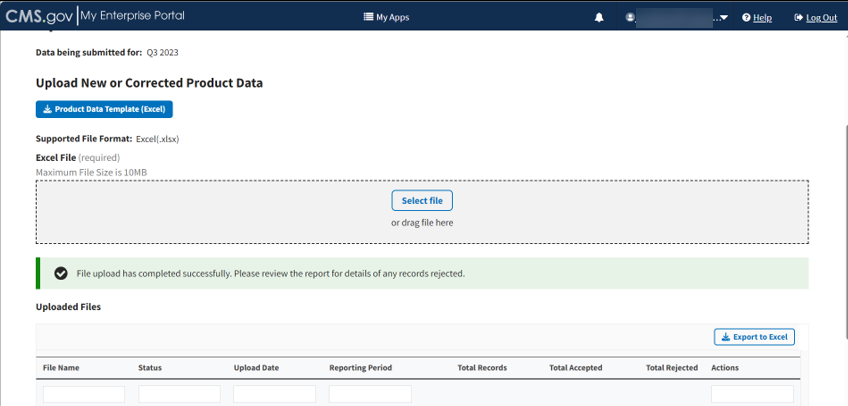 CMS.gov | My Enterprise Portal
My Apps
Help
Log Out
Data being submitted for: Q3 2023
Upload New or Corrected Product Data
Product Data Template (Excel)
Supported File Format: Excel(.xlsx)
Excel File (required)
Maximum File Size is 10MB
Select file
or drag file here
File upload has completed successfully. Please review the report for details of any records rejected.
Uploaded Files
Export to Excel
File Name Status Upload Date Reporting Period Total Records Total Accepted Total Rejected Actions